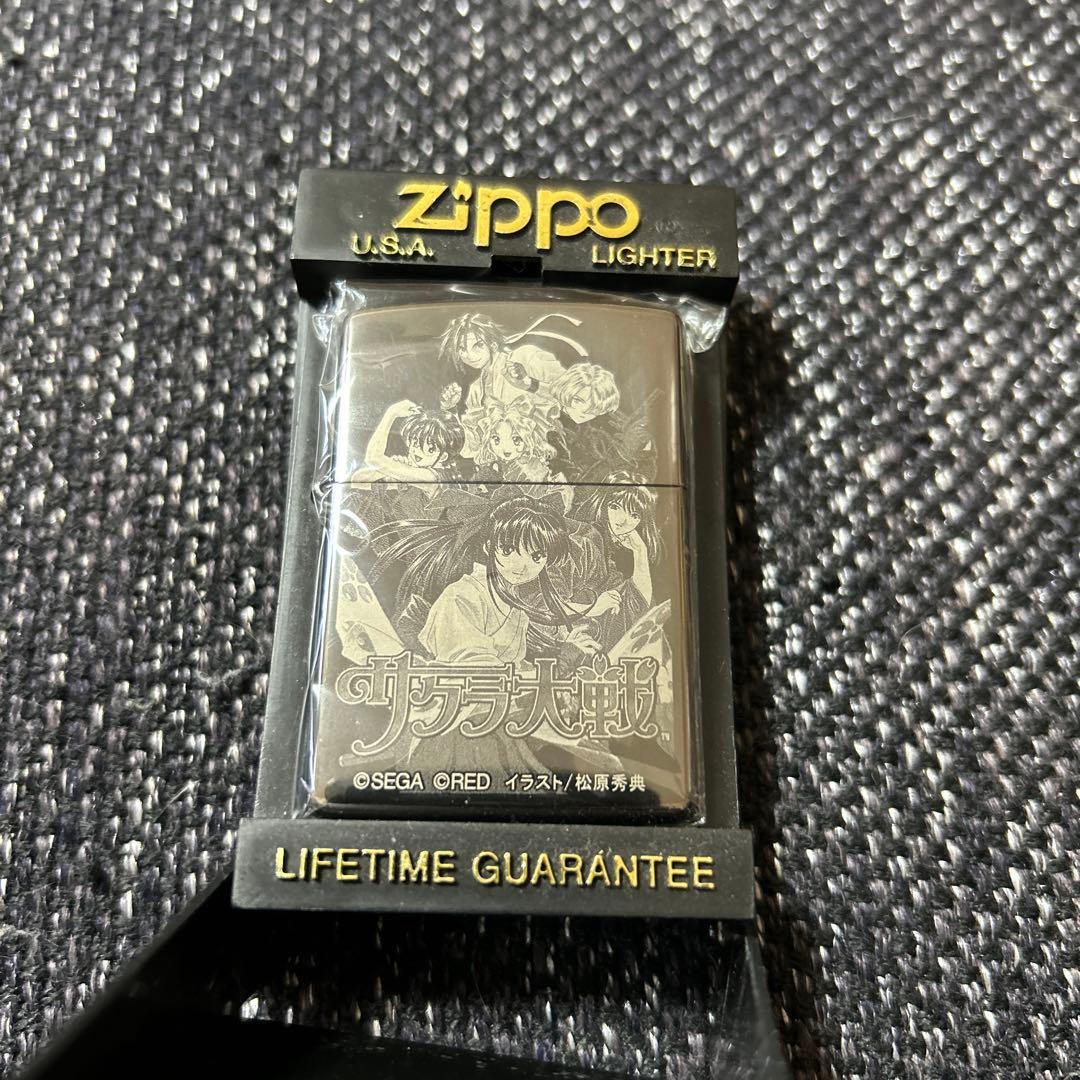 Zippo
U.S.A. LIGHTER
サクラ大戦
TM
©SEGA ©RED イラスト/松原秀典
LIFETIME GUARANTEE